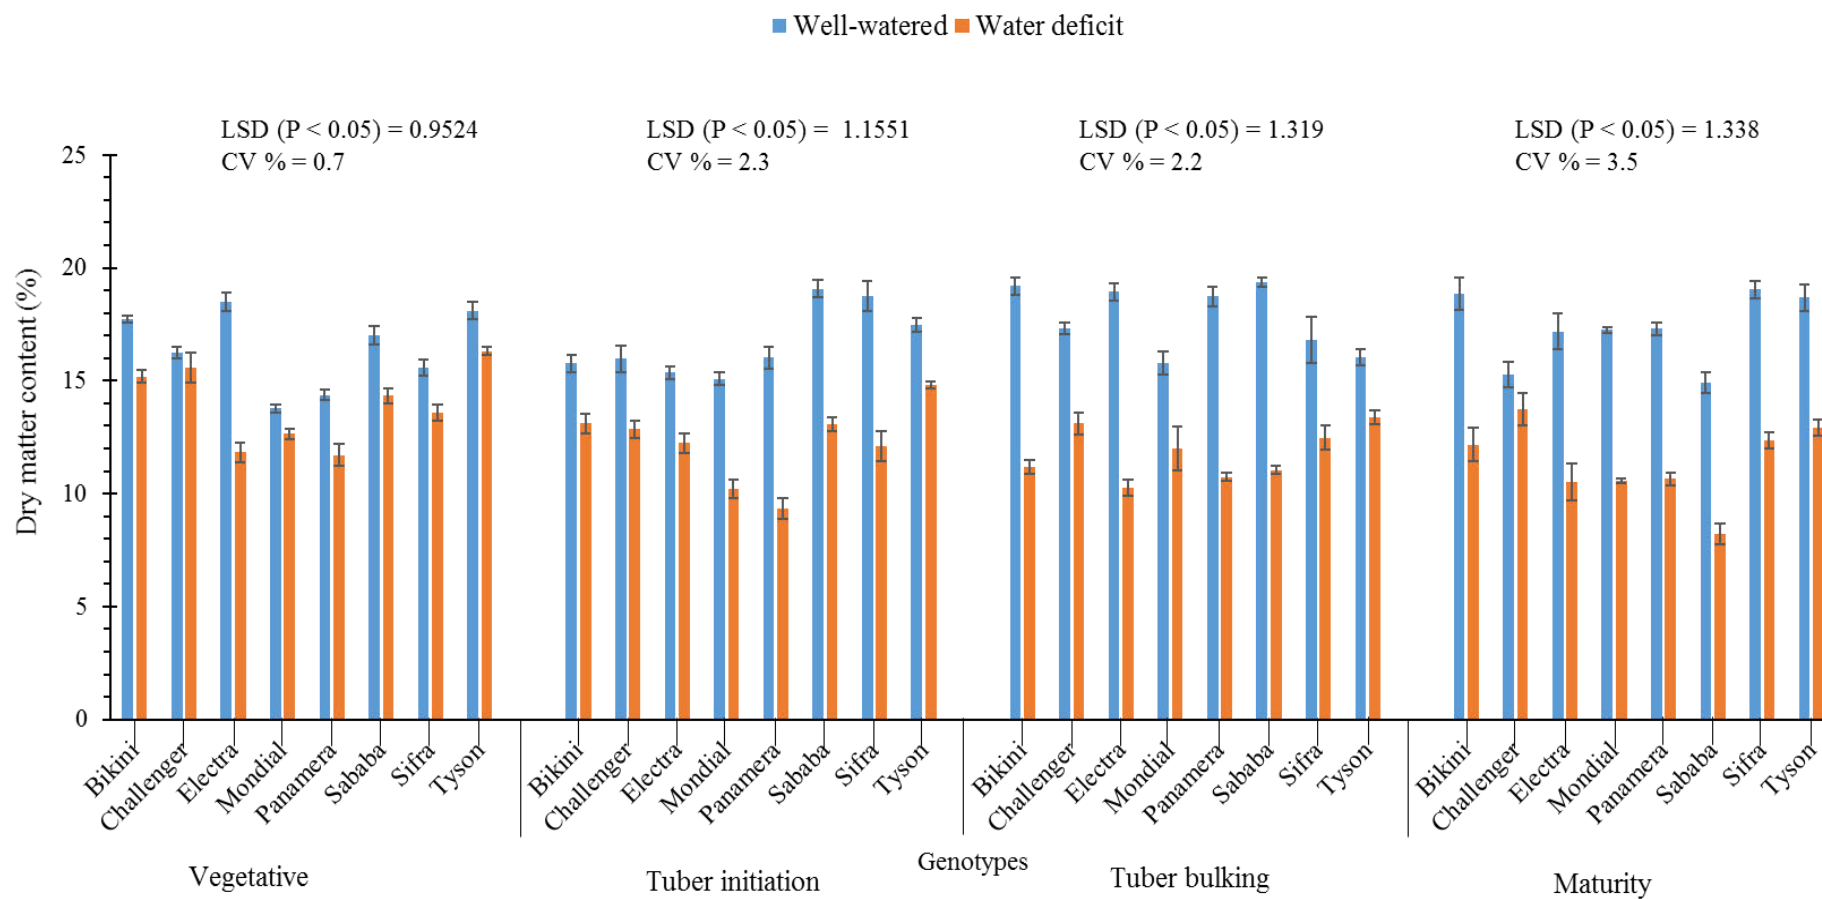 Well-watered Water deficit
LSD (P < 0.05) = 0.9524
CV % = 0.7
LSD (P < 0.05) = 1.1551
CV % = 2.3
LSD (P < 0.05) = 1.319
CV % = 2.2
LSD (P < 0.05) = 1.338
CV % = 3.5
Dry matter content (%)
25
20
15
10
5
0
Bikini
Challenger
Electra
Mondial
Panamera
Sababa
Sifra
Tyson
Bikini
Challenger
Electra
Mondial
Panamera
Sababa
Sifra
Tyson
Bikini
Challenger
Electra
Mondial
Panamera
Sababa
Sifra
Tyson
Bikini
Challenger
Electra
Mondial
Panamera
Sababa
Sifra
Tyson
Vegetative
Tuber initiation
Genotypes
Tuber bulking
Maturity